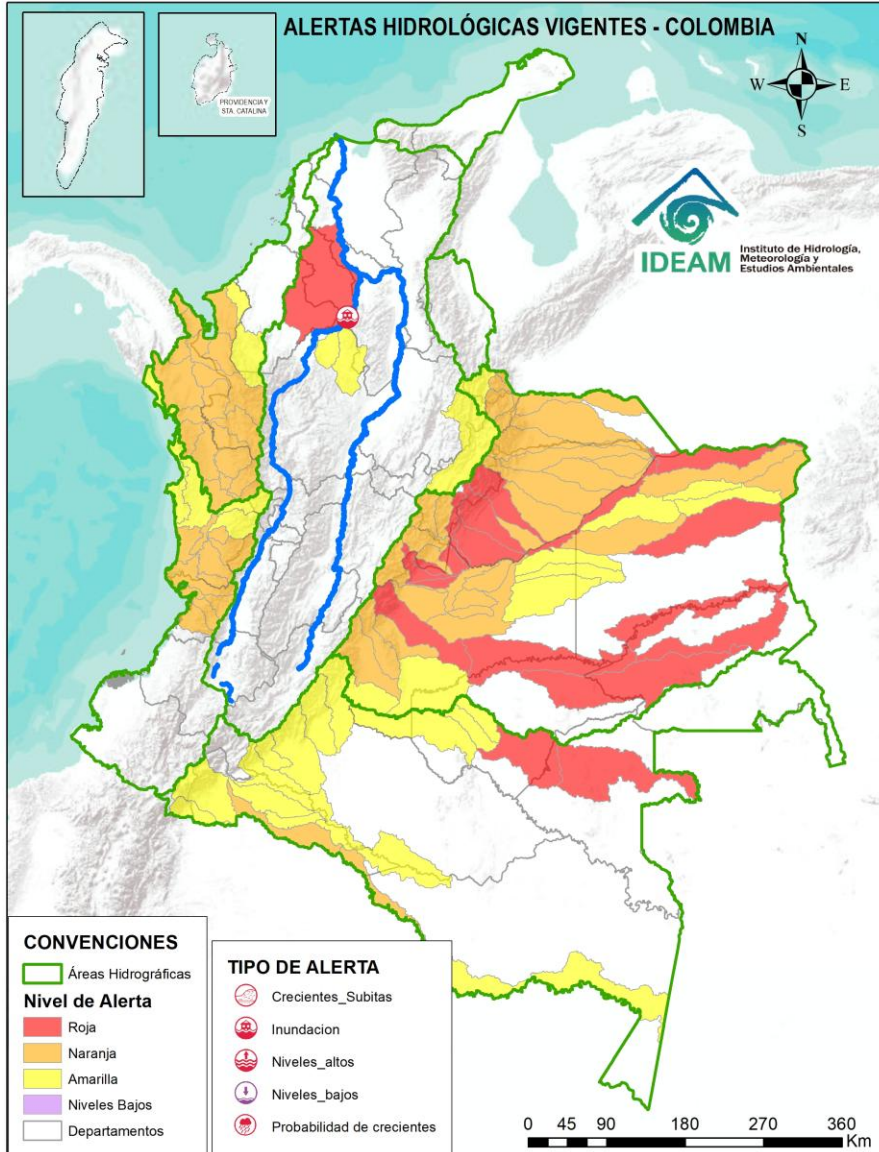 ALERTAS HIDROLÓGICAS VIGENTES - COLOMBIA
PROVIDENCIA Y
STA. CATALINA
N
W
E
S
IDEAM
Instituto de Hidrología,
Meteorología y
Estudios Ambientales
CONVENCIONES
Áreas Hidrográficas
Nivel de Alerta
Roja
Naranja
Amarilla
Niveles Bajos
Departamentos
TIPO DE ALERTA
Crecientes_Subitas
Inundacion
Niveles_altos
Niveles_bajos
Probabilidad de crecientes
0 45 90 180 270 360
Km